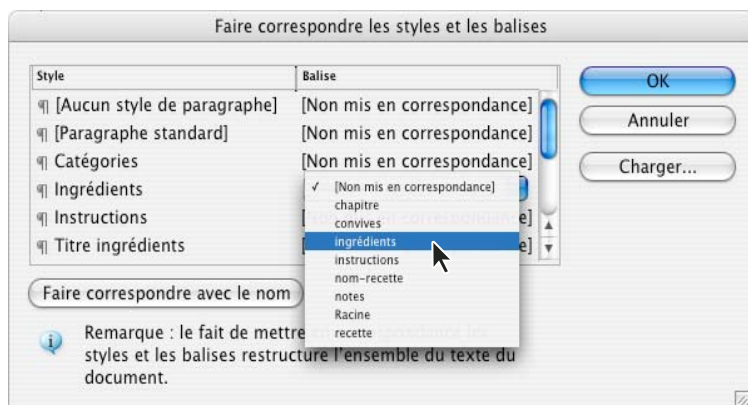 Faire correspondre les styles et les balises
Style Balise
¶ [Aucun style de paragraphe] [Non mis en correspondance]
¶ [Paragraphe standard] [Non mis en correspondance]
¶ Catégories [Non mis en correspondance]
¶ Ingrédients
¶ Instructions
¶ Titre ingrédients
✓ [Non mis en correspondance]
chapitre
convives
ingrédients
instructions
nom-recette
notes
Racine
recette
OK
Annuler
Charger...
Faire correspondre avec le nom
Remarque : le fait de mettre
styles et les balises restructure l'ensemble du texte du
document.